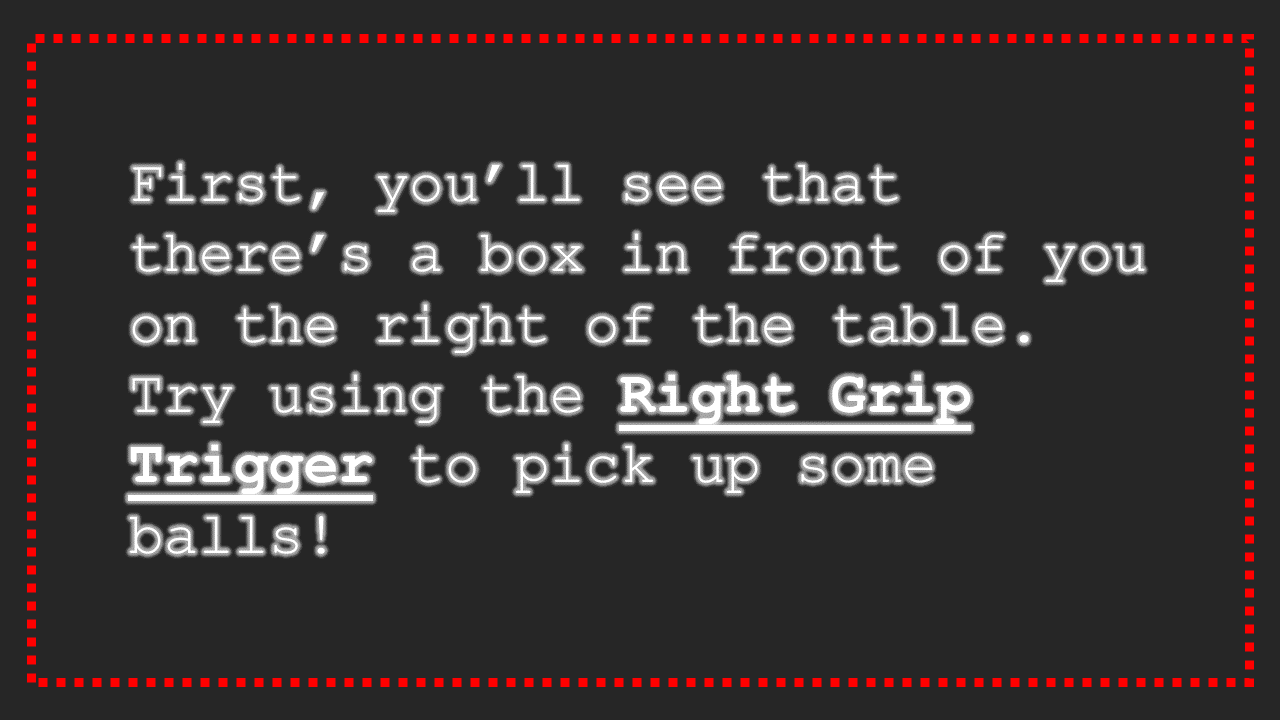 First, you’ll see that
there’s a box in front of you
on the right of the table.
Try using the Right Grip
Trigger to pick up some
balls!